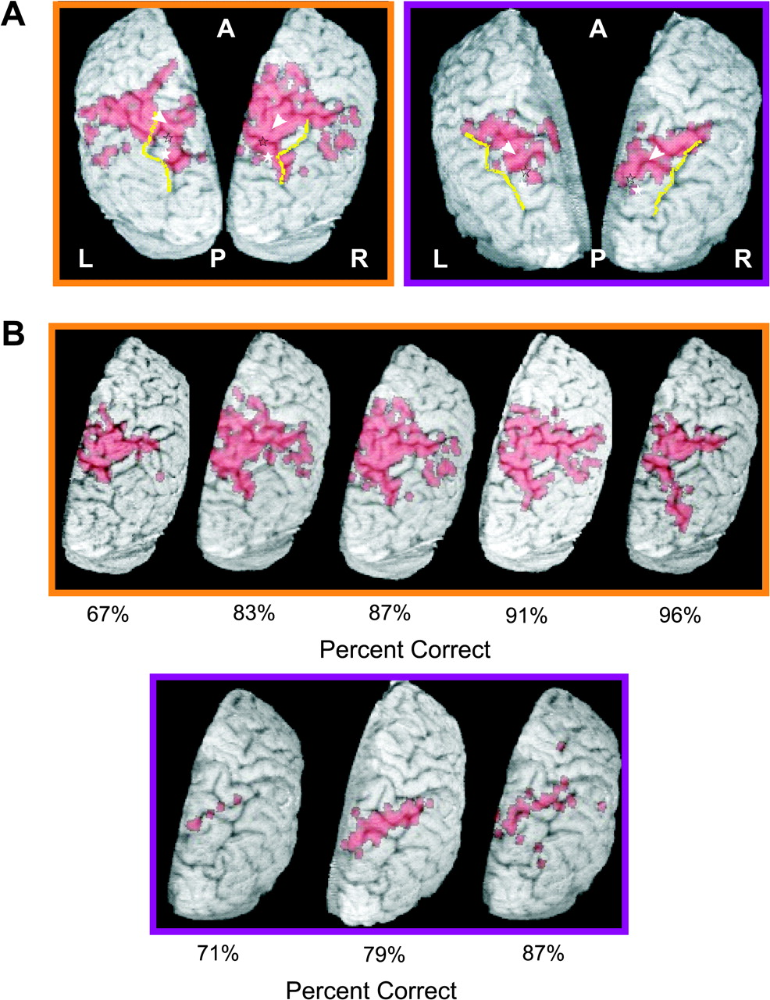 A
A A
L P R L P R
B
67% 83% 87% 91% 96%
Percent Correct
71% 79% 87%
Percent Correct